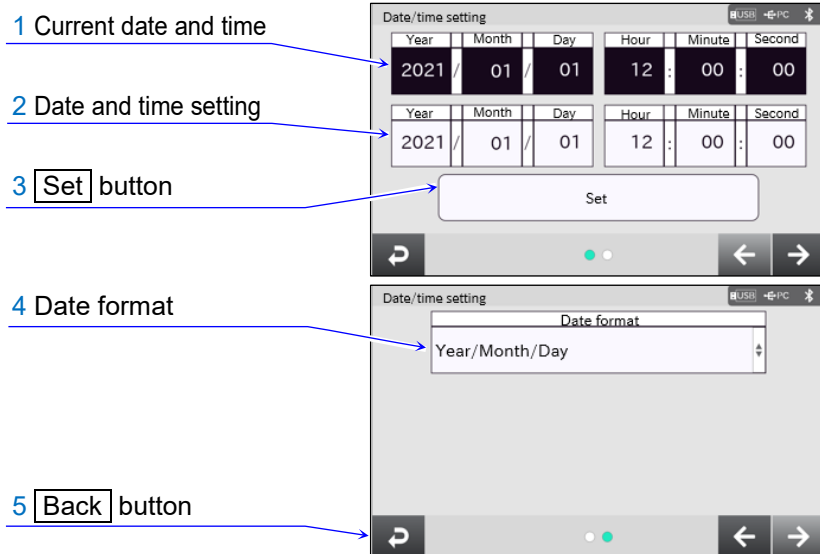 1 Current date and time
2 Date and time setting
3 Set button
Date/time setting
USB PC
Year Month Day Hour Minute Second
2021 / 01 / 01 12 : 00 : 00
Year Month Day Hour Minute Second
2021 / 01 / 01 12 : 00 : 00
Set
4 Date format
5 Back button
Date/time setting
USB PC
Date format
Year/Month/Day